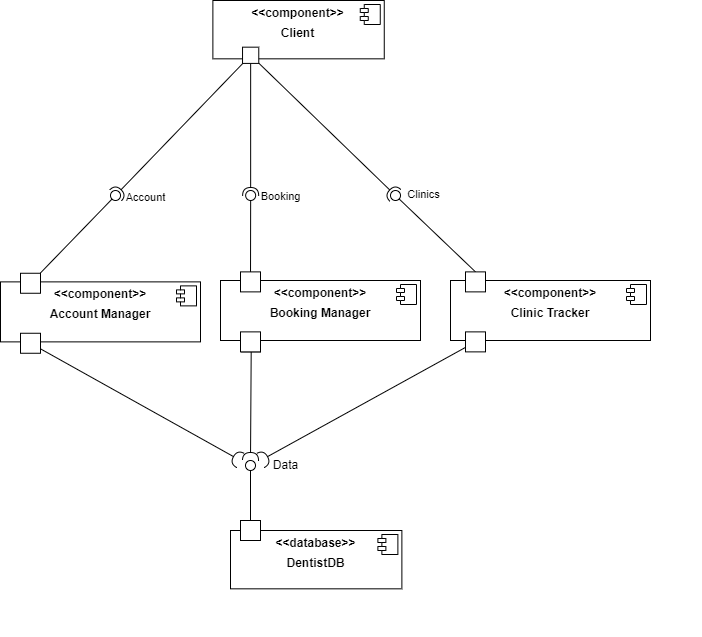 <<component>>
Client
Account
Booking
Clinics
<<component>>
Account Manager
<<component>>
Booking Manager
<<component>>
Clinic Tracker
Data
<<database>>
DentistDB